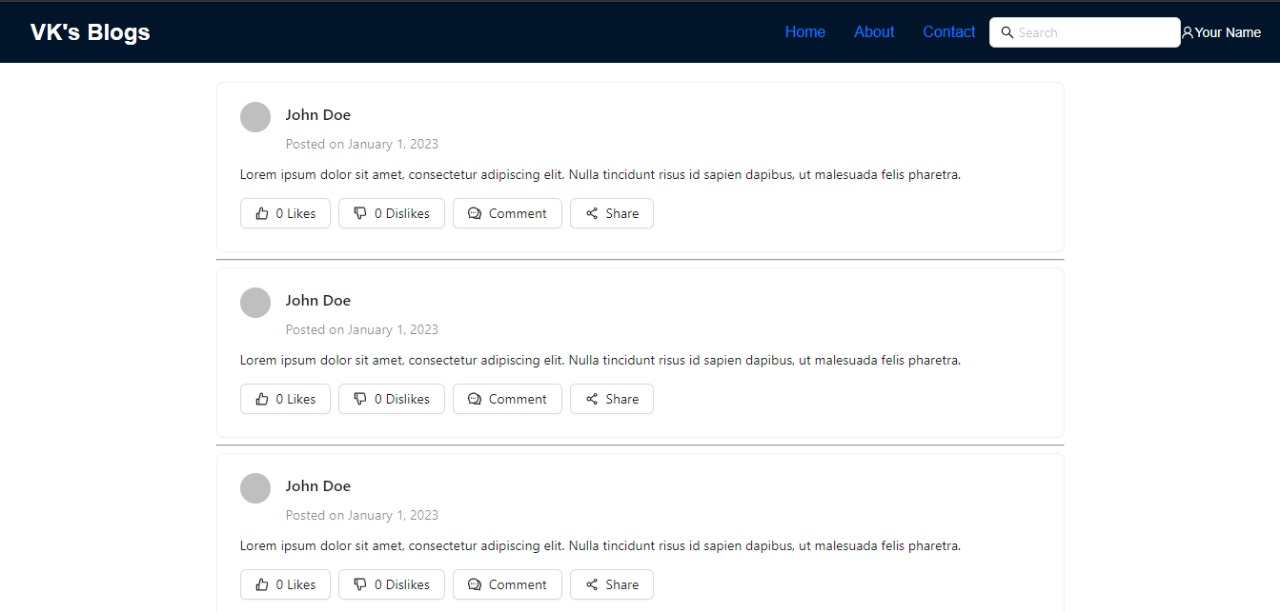 VK's Blogs Home About Contact Search Your Name
John Doe
Posted on January 1, 2023
Lorem ipsum dolor sit amet, consectetur adipiscing elit. Nulla tincidunt risus id sapien dapibus, ut malesuada felis pharetra.
0 Likes 0 Dislikes Comment Share
John Doe
Posted on January 1, 2023
Lorem ipsum dolor sit amet, consectetur adipiscing elit. Nulla tincidunt risus id sapien dapibus, ut malesuada felis pharetra.
0 Likes 0 Dislikes Comment Share
John Doe
Posted on January 1, 2023
Lorem ipsum dolor sit amet, consectetur adipiscing elit. Nulla tincidunt risus id sapien dapibus, ut malesuada felis pharetra.
0 Likes 0 Dislikes Comment Share